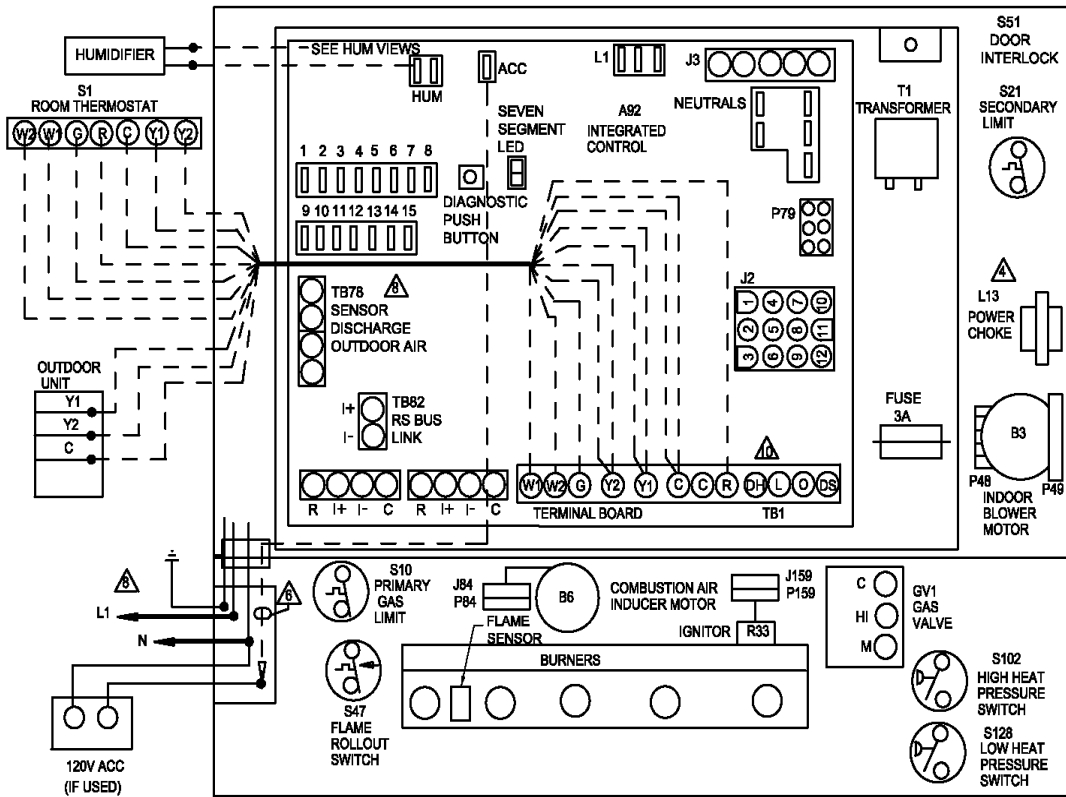 HUMIDIFIER
SEE HUM VIEWS
HUM
ACC
L1
J3
NEUTRALS
A92
INTEGRATED
CONTROL
SEVEN
SEGMENT
LED
T1
TRANSFORMER
S51
DOOR
INTERLOCK
S21
SECONDARY
LIMIT
S1
ROOM THERMOSTAT
W2 W1 G R C Y1 Y2
1 2 3 4 5 6 7 8
9 10 11 12 13 14 15
DIAGNOSTIC
PUSH
BUTTON
P79
J2
1 4 7 10
2 5 8 11
3 6 9 12
4
L13
POWER
CHOKE
TB78
SENSOR
DISCHARGE
OUTDOOR AIR
8
OUTDOOR
UNIT
Y1
Y2
C
I+
I-
TB82
RS BUS
LINK
FUSE
3A
B3
P48
P49
INDOOR
BLOWER
MOTOR
10
W1 W2 G Y2 Y1 C C R DH L O DS
TERMINAL BOARD
TB1
R I+ I- C
R I+ I- C
8
L1
N
6
120V ACC
(IF USED)
S10
PRIMARY
GAS
LIMIT
S47
FLAME
ROLLOUT
SWITCH
J84
P84
FLAME
SENSOR
B6
COMBUSTION AIR
INDUCER MOTOR
J159
P159
IGNITOR
R33
BURNERS
C
HI
M
GV1
GAS
VALVE
S102
HIGH HEAT
PRESSURE
SWITCH
S128
LOW HEAT
PRESSURE
SWITCH